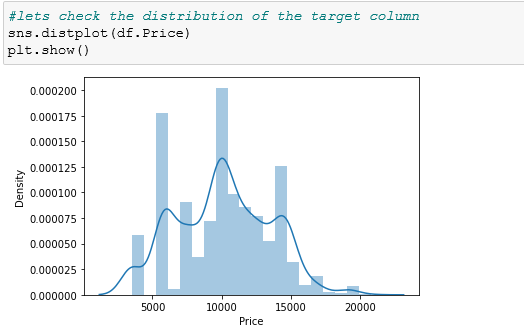 #lets check the distribution of the target column
sns.distplot(df.Price)
plt.show()
0.000200
0.000175
0.000150
0.000125
0.000100
0.000075
0.000050
0.000025
0.000000
Density
5000 10000 15000 20000
Price